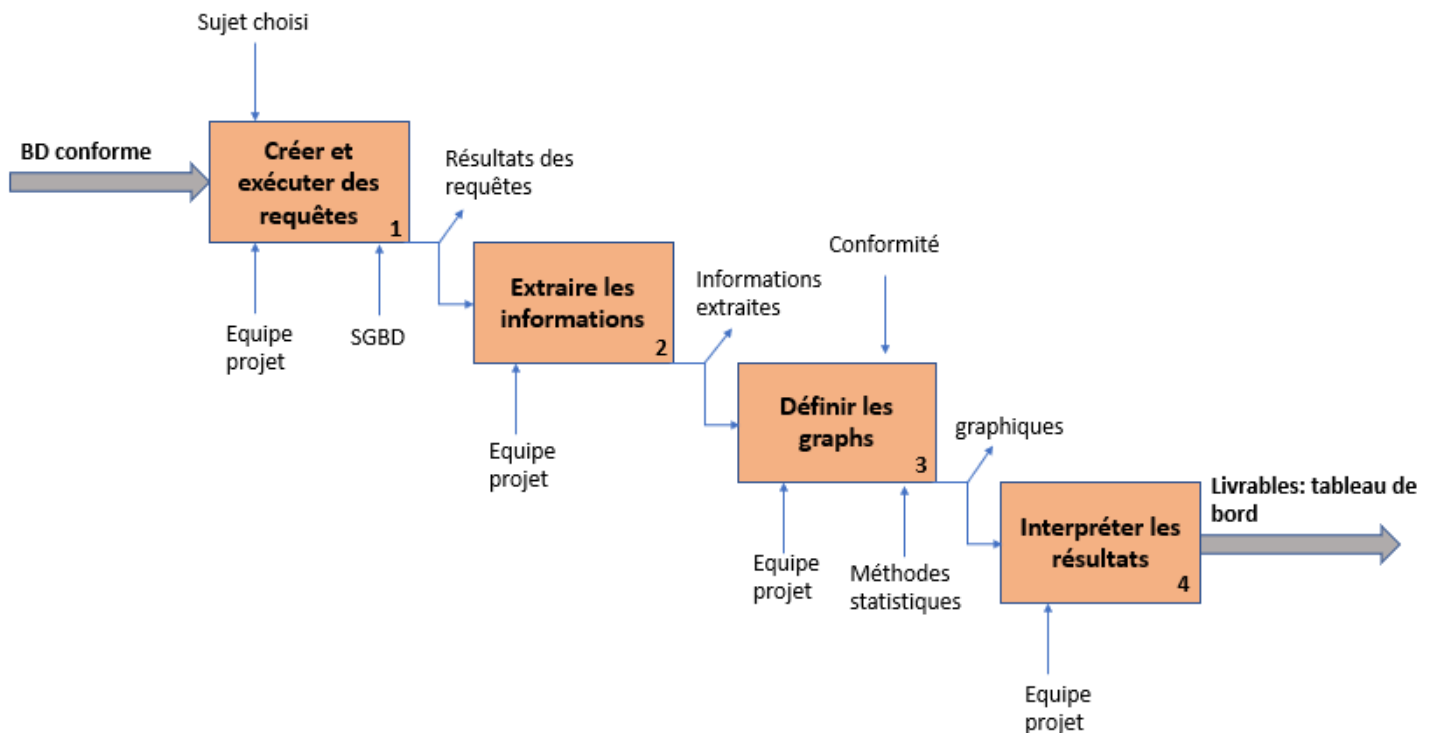 Sujet choisi
BD conforme
Créer et
exécuter des
requêtes
1
Résultats des
requêtes
Equipe
projet
SGBD
Extraire les
informations
2
Informations
extraites
Conformité
Equipe
projet
Définir les
graphs
3
graphiques
Equipe
projet
Méthodes
statistiques
Interpréter les
résultats
4
Livrables: tableau de
bord
Equipe
projet